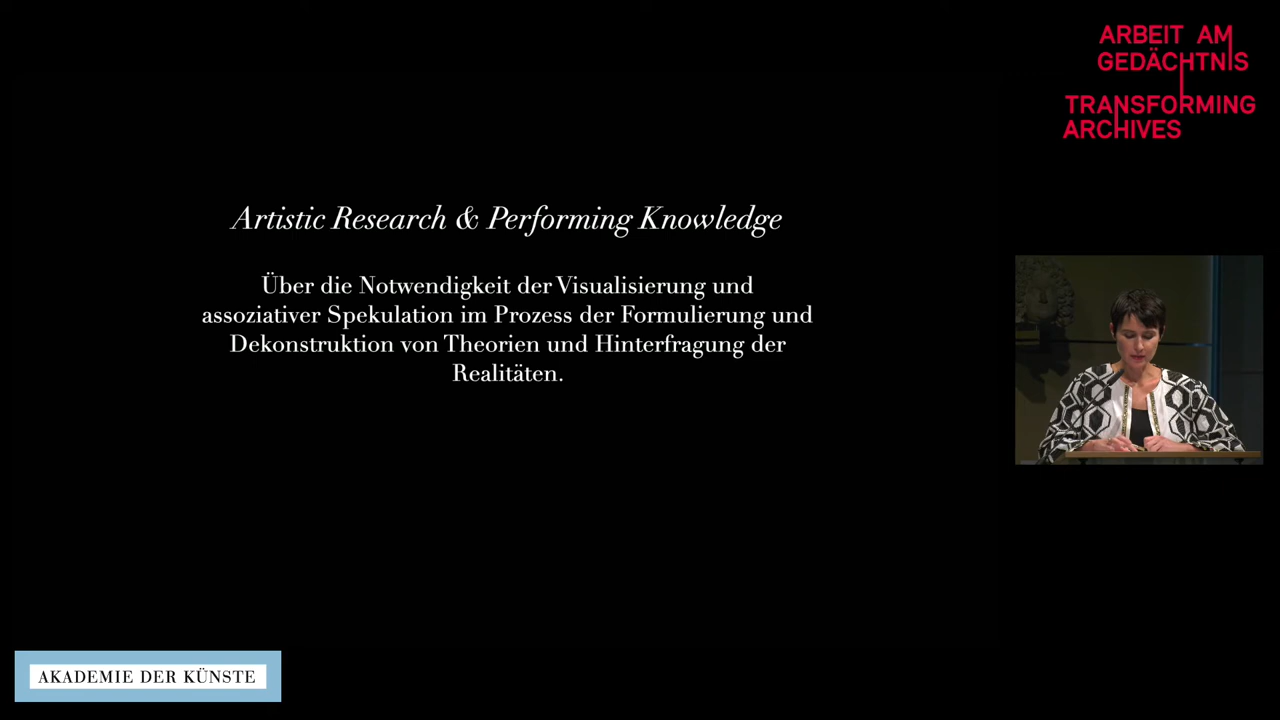 ARBEIT AM
GEDÄCHTNIS
TRANSFORMING
ARCHIVES
Artistic Research & Performing Knowledge
Über die Notwendigkeit der Visualisierung und
assoziativer Spekulation im Prozess der Formulierung und
Dekonstruktion von Theorien und Hinterfragung der
Realitäten.
AKADEMIE DER KÜNSTE